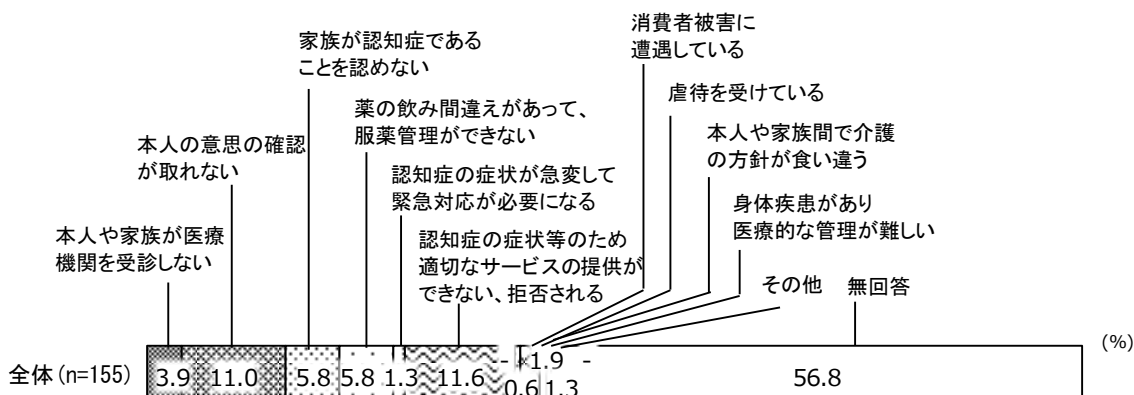 消費者被害に
遭遇している
家族が認知症である
ことを認めない
虐待を受けている
薬の飲み間違えがあって、
服薬管理ができない
本人や家族間で介護
の方針が食い違う
本人の意思の確認
が取れない
認知症の症状が急変して
緊急対応が必要になる
身体疾患があり
医療的な管理が難しい
本人や家族が医療
機関を受診しない
認知症の症状等のため
適切なサービスの提供が
できない、拒否される
その他
無回答
(%)
全体(n=155)
3.9 11.0 5.8 5.8 1.3 11.6 - 0.6 1.9 1.3 - 56.8